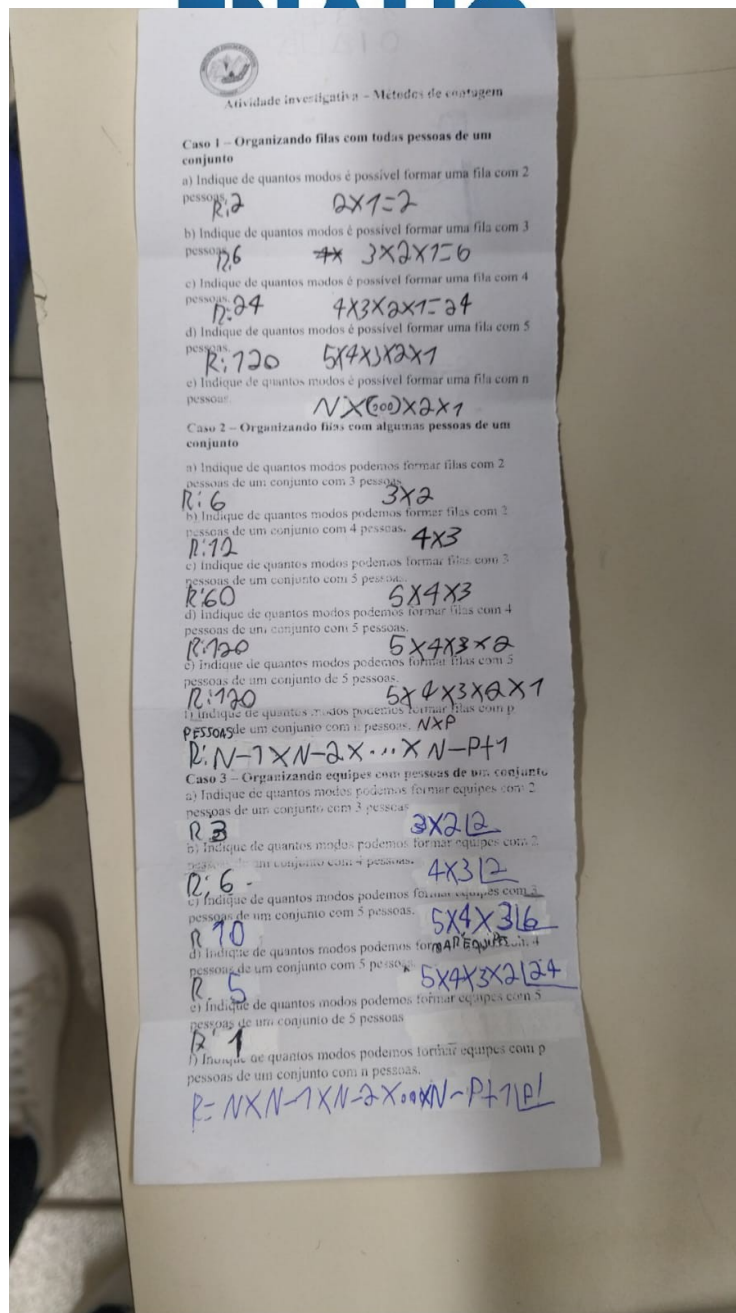 Atividade investigativa – Métodos de contagem
Caso 1 – Organizando filas com todas pessoas de um
conjunto
a) Indique de quantos modos é possível formar uma fila com 2
pessoas.
R: 2 2X1=2
b) Indique de quantos modos é possível formar uma fila com 3
pessoas.
R: 6 3X2X1=6
c) Indique de quantos modos é possível formar uma fila com 4
pessoas.
R: 24 4X3X2X1=24
d) Indique de quantos modos é possível formar uma fila com 5
pessoas.
R: 120 5X4X3X2X1
e) Indique de quantos modos é possível formar uma fila com n
pessoas
NX(...)X2X1
Caso 2 – Organizando filas com algumas pessoas de um
conjunto
a) Indique de quantos modos podemos formar filas com 2
pessoas de um conjunto com 3 pessoas
R: 6 3X2
b) Indique de quantos modos podemos formar filas com 2
pessoas de um conjunto com 4 pessoas. 4X3
R: 12
c) Indique de quantos modos podemos formar filas com 3
pessoas de um conjunto com 5 pessoas.
R: 60 5X4X3
d) Indique de quantos modos podemos formar filas com 4
pessoas de um conjunto com 5 pessoas.
R: 120 5X4X3X2
e) Indique de quantos modos podemos formar filas com 5
pessoas de um conjunto de 5 pessoas.
R: 120 5X4X3X2X1
f) Indique de quantos modos podemos formar filas com p
PESSOAS de um conjunto com n pessoas. NXP
R: N-1XN-2X...XN-P+1
Caso 3 – Organizando equipes com pessoas de um conjunto
a) Indique de quantos modos podemos formar equipes com 2
pessoas de um conjunto com 3 pessoas
R 3 3X2|2
b) Indique de quantos modos podemos formar equipes com 2
um conjunto com 4 pessoas. 4X3|2
R: 6
c) Indique de quantos modos podemos formar equipes com 3
pessoas de um conjunto com 5 pessoas. 5X4X3|6
R 10
d) Indique de quantos modos podemos formAR EQUIPES com 4
pessoas de um conjunto com 5 pessoas 5X4X3X2|24
R. 5
e) Indique de quantos modos podemos formar equipes com 5
pessoas de um conjunto de 5 pessoas
R: 1
f) Indique de quantos modos podemos formar equipes com p
pessoas de um conjunto com n pessoas.
R= NXN-1XN-2X...XN-P+1|P!